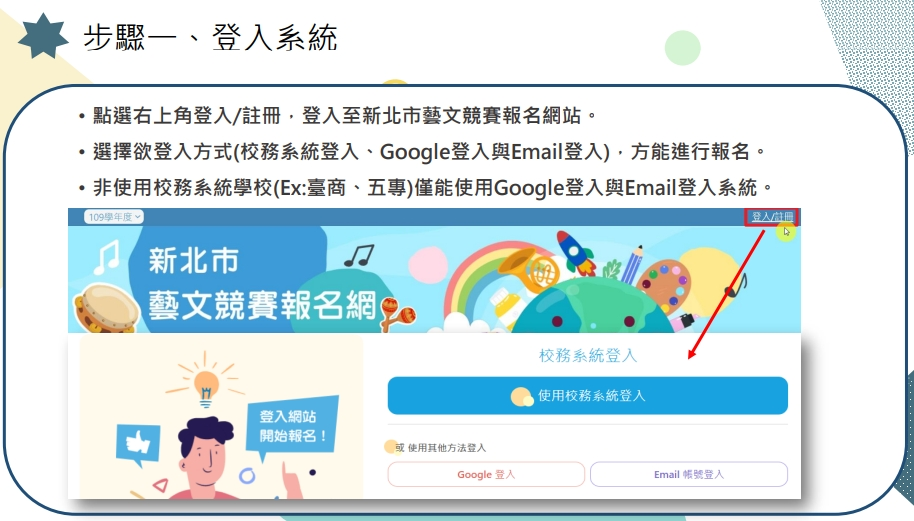 步驟一、登入系統
• 點選右上角登入/註冊，登入至新北市藝文競賽報名網站。
• 選擇欲登入方式(校務系統登入、Google登入與Email登入)，方能進行報名。
• 非使用校務系統學校(Ex:臺商、五專)僅能使用Google登入與Email登入系統。
109學年度
登入/註冊
新北市
藝文競賽報名網
校務系統登入
使用校務系統登入
登入網站
開始報名！
或 使用其他方法登入
Google 登入
Email 帳號登入